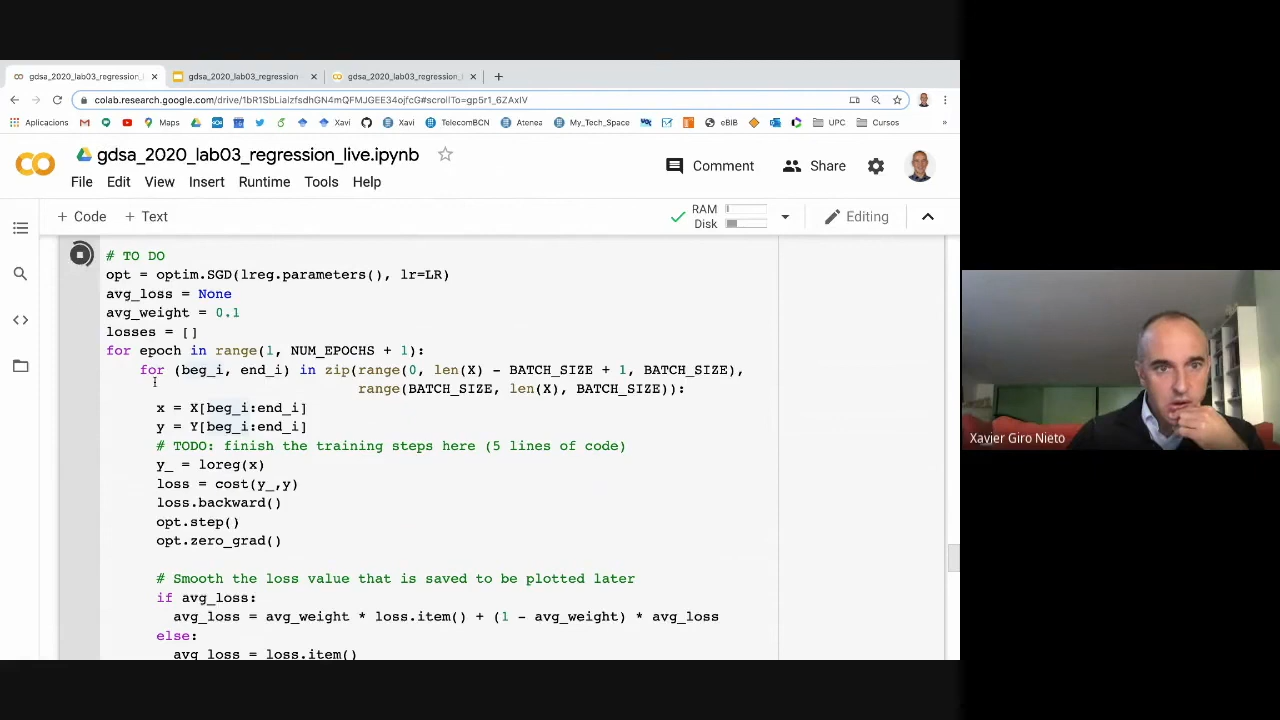 gdsa_2020_lab03_regression_l
gdsa_2020_lab03_regression
gdsa_2020_lab03_regression_
colab.research.google.com/drive/1bR1SbLialzfsdhGN4mQFMJGEE34ojfcG#scrollTo=gp5r1_6ZAxIV
Aplicacions
Maps
Xavi
Xavi
TelecomBCN
Atenea
My_Tech_Space
eBIB
UPC
Cursos
»
CO
gdsa_2020_lab03_regression_live.ipynb
Comment
Share
File Edit View Insert Runtime Tools Help
+ Code + Text
RAM
Disk
Editing
# TO DO
opt = optim.SGD(lreg.parameters(), lr=LR)
avg_loss = None
avg_weight = 0.1
losses = []
for epoch in range(1, NUM_EPOCHS + 1):
for (beg_i, end_i) in zip(range(0, len(X) - BATCH_SIZE + 1, BATCH_SIZE),
range(BATCH_SIZE, len(X), BATCH_SIZE)):
x = X[beg_i:end_i]
y = Y[beg_i:end_i]
# TODO: finish the training steps here (5 lines of code)
y_ = loreg(x)
loss = cost(y_,y)
loss.backward()
opt.step()
opt.zero_grad()
# Smooth the loss value that is saved to be plotted later
if avg_loss:
avg_loss = avg_weight * loss.item() + (1 - avg_weight) * avg_loss
else:
avg_loss = loss.item()
Xavier Giro Nieto